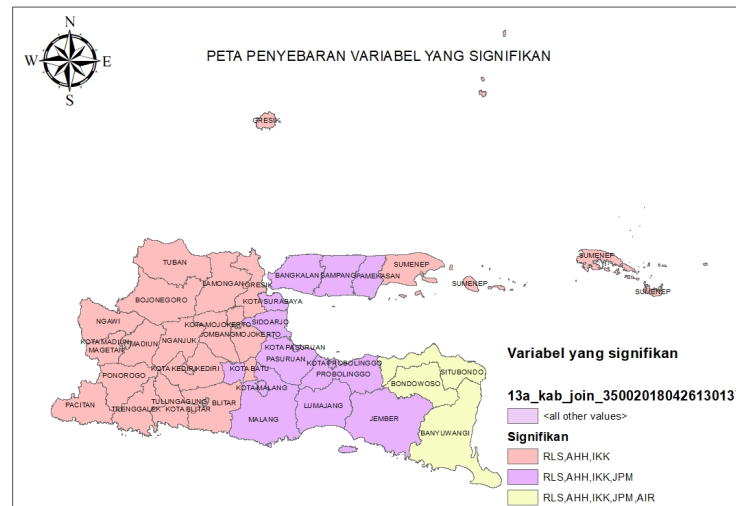 N
W E
S
PETA PENYEBARAN VARIABEL YANG SIGNIFIKAN
GRESIK
TUBAN
LAMONGAN
GRESIK
BANGKALAN
SAMPANG
PAMEKASAN
SUMENEP
SUMENEP
SUMENEP
SUMENEP
BOJONEGORO
KOTA SURABAYA
NGAWI
KOTA MOJOKERTO
SIDOARJO
KOTA MADIUN
MADIUN
NGANJUK
JOMBANG
MOJOKERTO
MAGETAN
KOTA PASURUAN
PASURUAN
PONOROGO
KOTA KEDIRI
KEDIRI
KOTA BATU
KOTA PROBOLINGGO
PROBOLINGGO
SITUBONDO
BONDOWOSO
PACITAN
TRENGGALEK
TULUNGAGUNG
KOTA BLITAR
BLITAR
KOTA MALANG
MALANG
LUMAJANG
JEMBER
BANYUWANGI
Variabel yang signifikan
13a_kab_join_35002018042613013
<all other values>
Signifikan
RLS,AHH,IKK
RLS,AHH,IKK,JPM
RLS,AHH,IKK,JPM,AIR